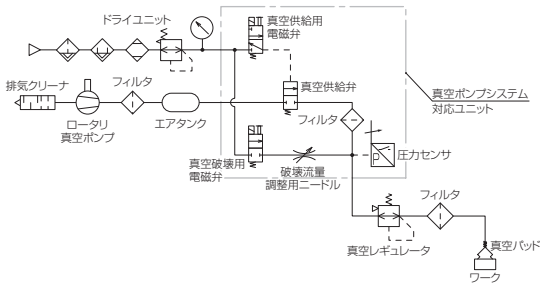 ドライユニット
真空供給用
電磁弁
排気クリーナ
フィルタ
真空供給弁
真空ポンプシステム
対応ユニット
ロータリ
真空ポンプ
エアタンク
フィルタ
圧力センサ
P
真空破壊用
電磁弁
破壊流量
調整用ニードル
フィルタ
真空レギュレータ
真空パッド
ワーク